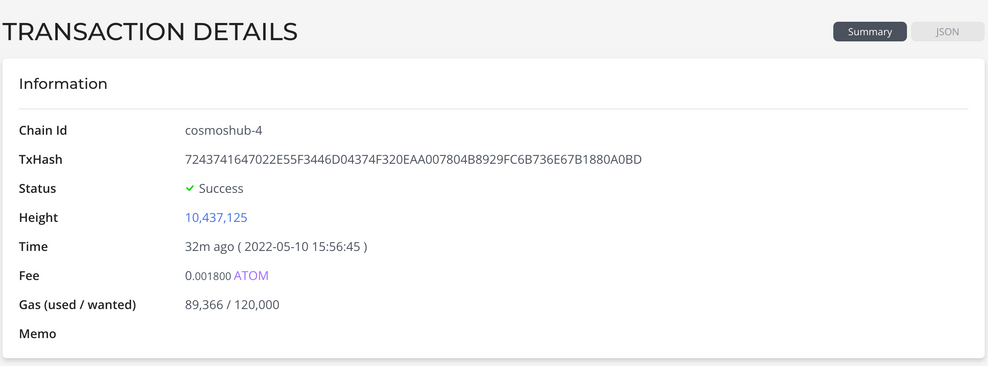 TRANSACTION DETAILS
Summary
JSON
Information
Chain Id cosmoshub-4
TxHash 7243741647022E55F3446D04374F320EAA007804B8929FC6B736E67B1880A0BD
Status Success
Height 10,437,125
Time 32m ago ( 2022-05-10 15:56:45 )
Fee 0.001800 ATOM
Gas (used / wanted) 89,366 / 120,000
Memo